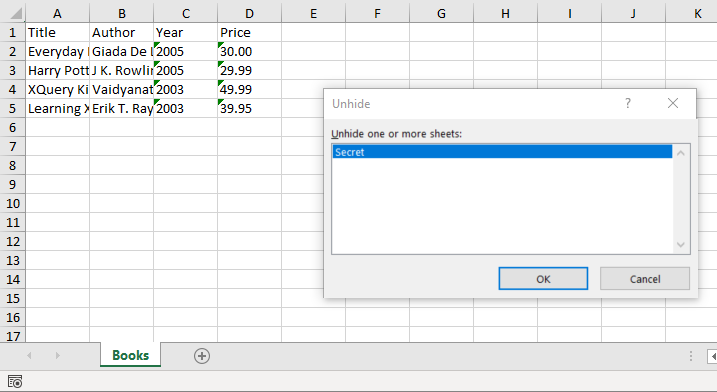 A B C D E F G H I J K
1 Title Author Year Price
2 Everyday Giada De 2005 30.00
3 Harry Pott J K. Rowlin 2005 29.99
4 XQuery Ki Vaidyanat 2003 49.99
5 Learning X Erik T. Ray 2003 39.95
6
7
8
9
10
11
12
13
14
15
16
17
Unhide ? ×
Unhide one or more sheets:
Secret
OK Cancel
Books